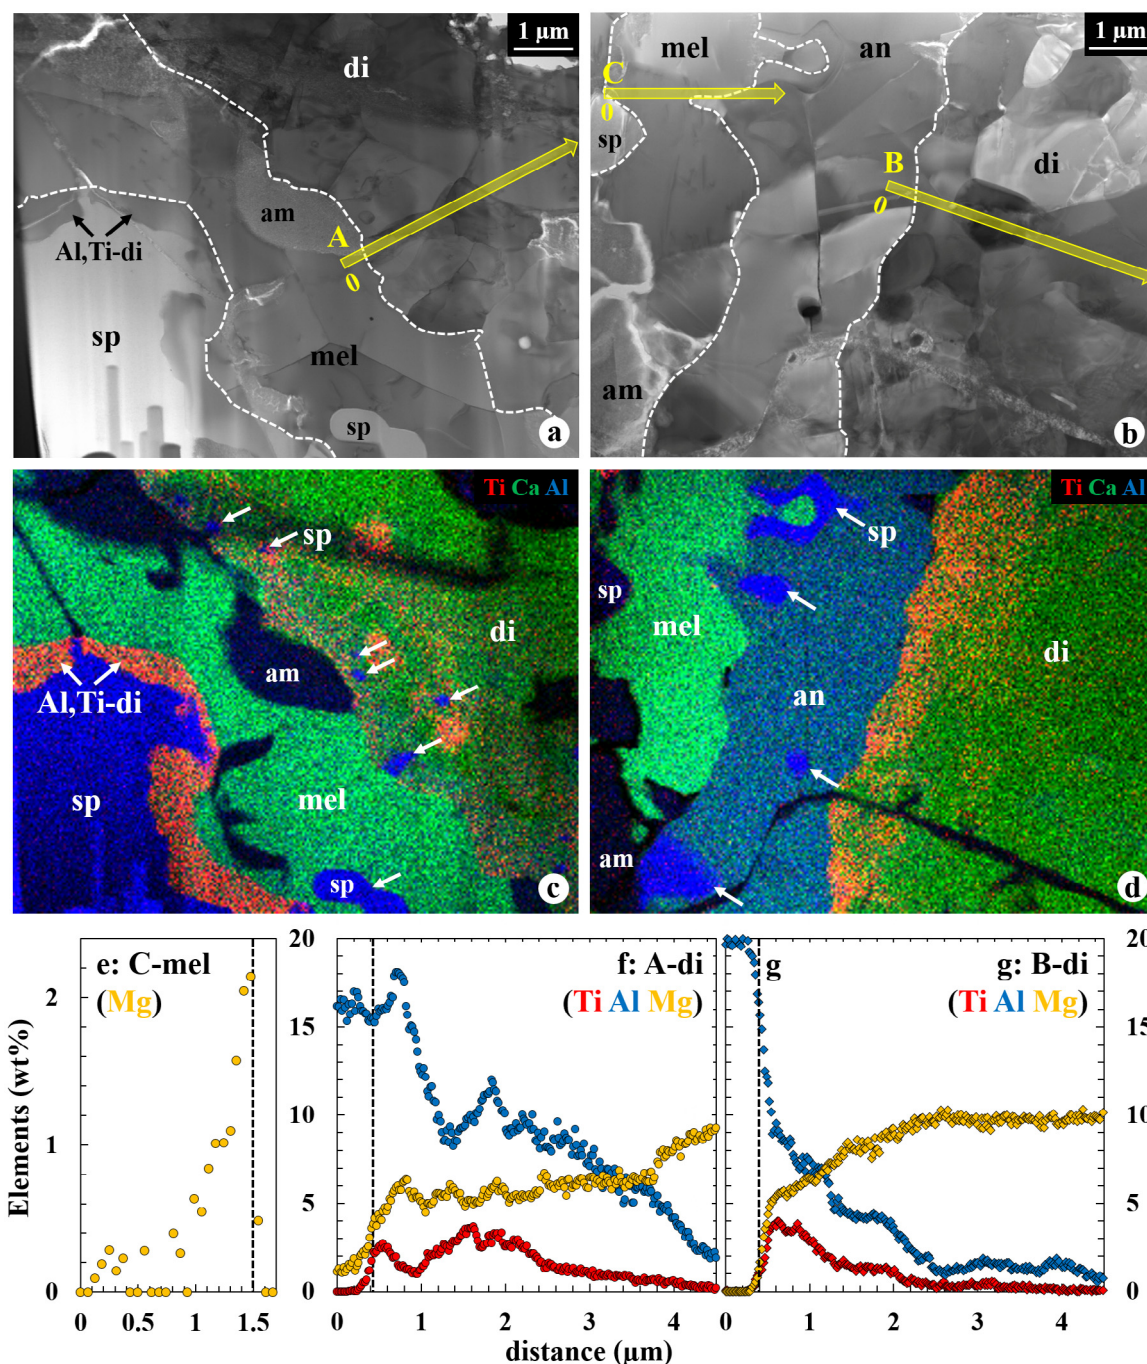 1 μm
di
am
A
0
Al,Ti-di
sp
mel
sp
a
1 μm
mel
an
C
0
sp
B
0
di
am
b
Ti Ca Al
sp
di
am
Al,Ti-di
sp
mel
sp
c
Ti Ca Al
sp
sp
mel
di
an
am
d
Elements (wt%)
e: C-mel
(Mg)
2
1
0
0
0.5
1
1.5
f: A-di
(Ti Al Mg)
20
15
10
5
0
0
1
2
3
4
distance (μm)
g
g: B-di
(Ti Al Mg)
20
15
10
5
0
0
1
2
3
4